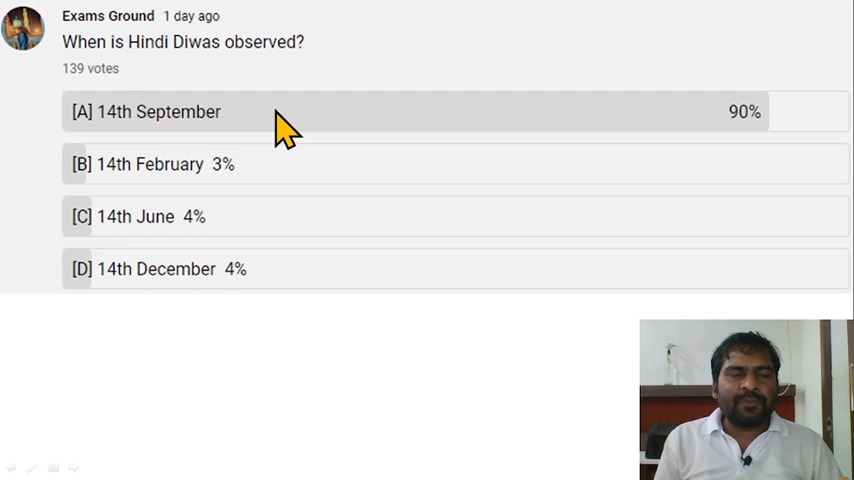 Exams Ground 1 day ago
When is Hindi Diwas observed?
139 votes
[A] 14th September 90%
[B] 14th February 3%
[C] 14th June 4%
[D] 14th December 4%